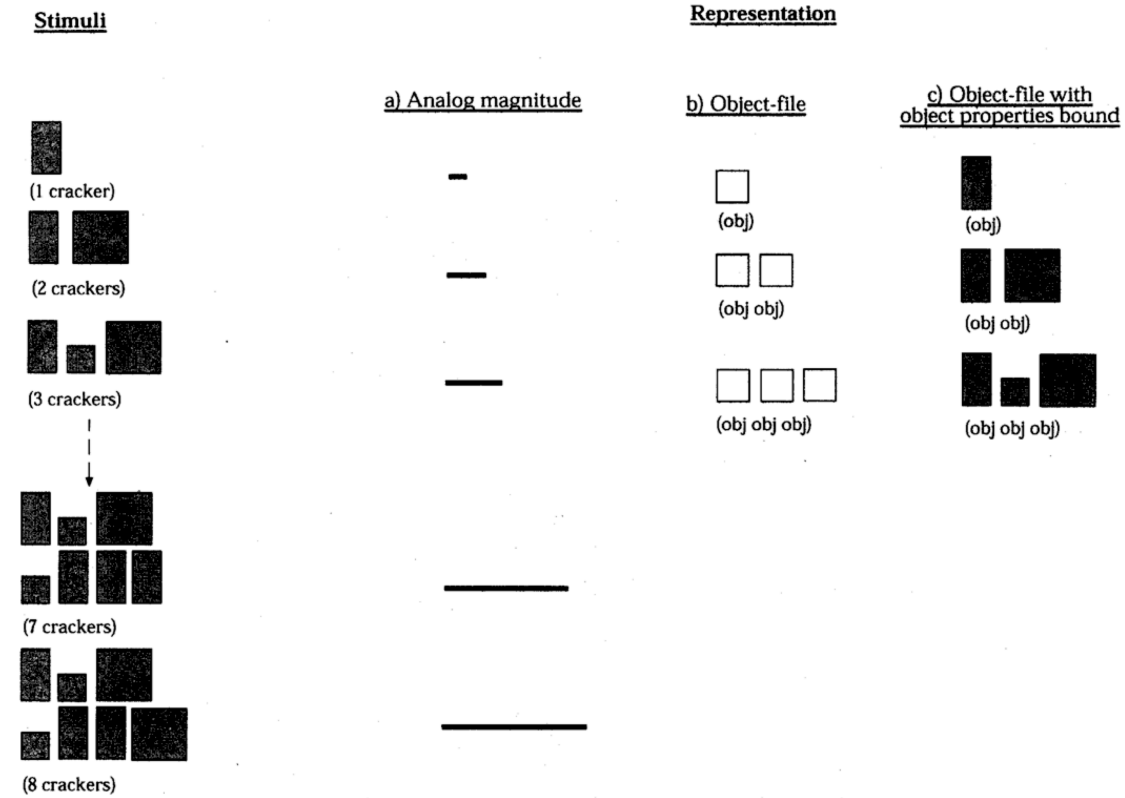 Stimuli
Representation
a) Analog magnitude
b) Object-file
c) Object-file with
object properties bound
(1 cracker)
(obj)
(obj)
(2 crackers)
(obj obj)
(obj obj)
(3 crackers)
(obj obj obj)
(obj obj obj)
(7 crackers)
(8 crackers)